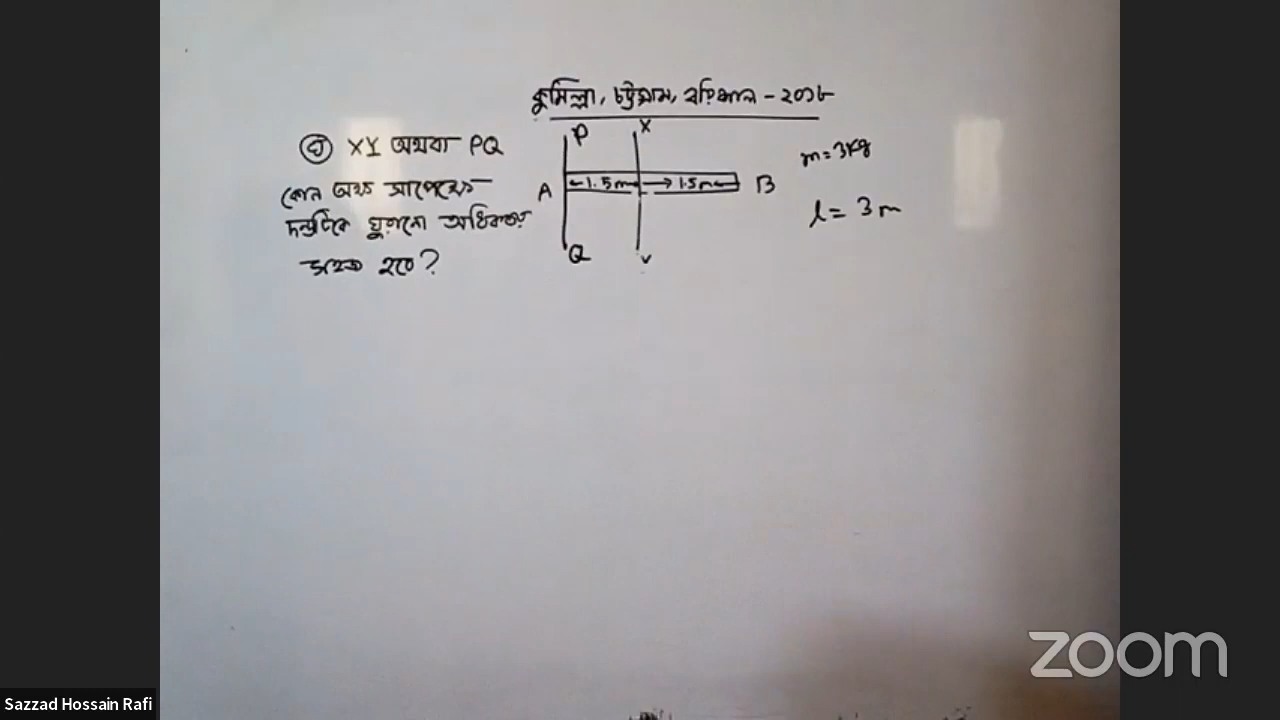 কুমিল্লা, চট্টগ্রাম, বরিশাল - ২০১৮
ঘ XY অথবা PQ
কোন অক্ষ সাপেক্ষে
দন্ডটিকে ঘুরানো অধিকতর
সহজ হবে?
P X
A 1.5m 1.5m B
Q Y
m = 3kg
l = 3 m
zoom
Sazzad Hossain Rafi